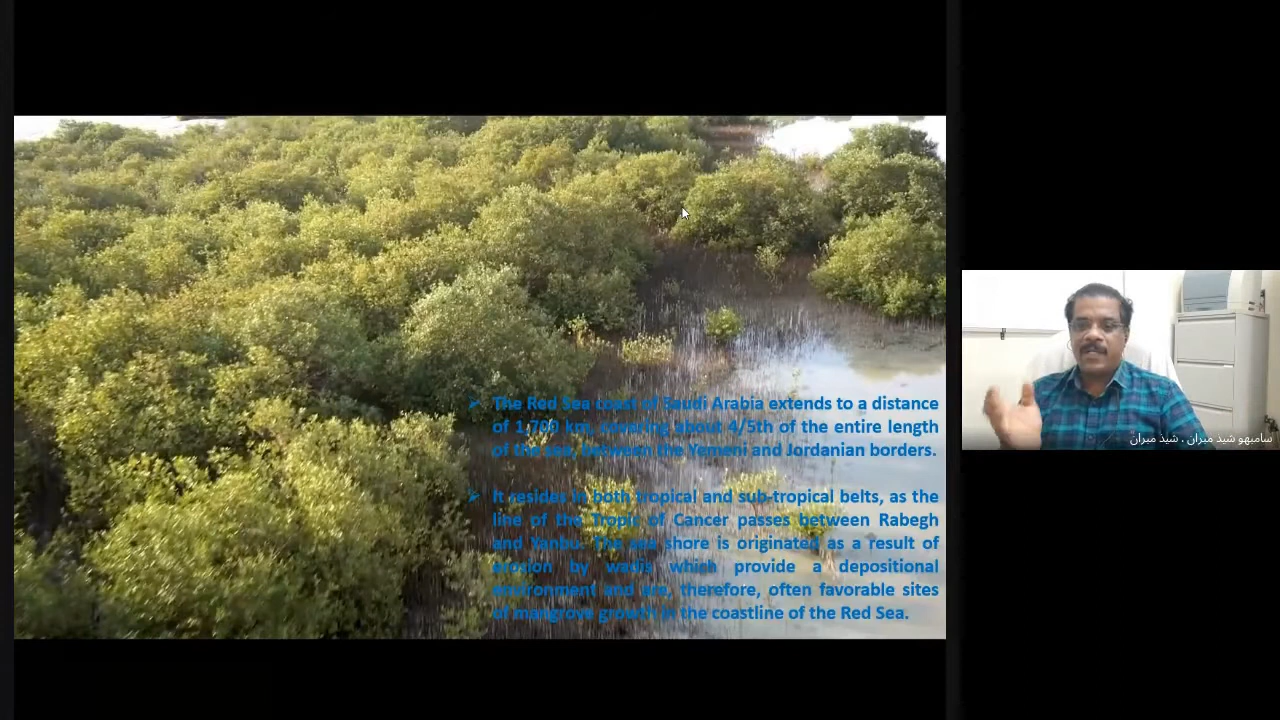 ➢ The Red Sea coast of Saudi Arabia extends to a distance
of 1,700 km, covering about 4/5th of the entire length
of the sea, between the Yemeni and Jordanian borders.
➢ It resides in both tropical and sub-tropical belts, as the
line of the Tropic of Cancer passes between Rabegh
and Yanbu. The sea shore is originated as a result of
erosion by wadis which provide a depositional
environment and are, therefore, often favorable sites
of mangrove growth in the coastline of the Red Sea.
سامبهو شيد ميران . شيد ميران